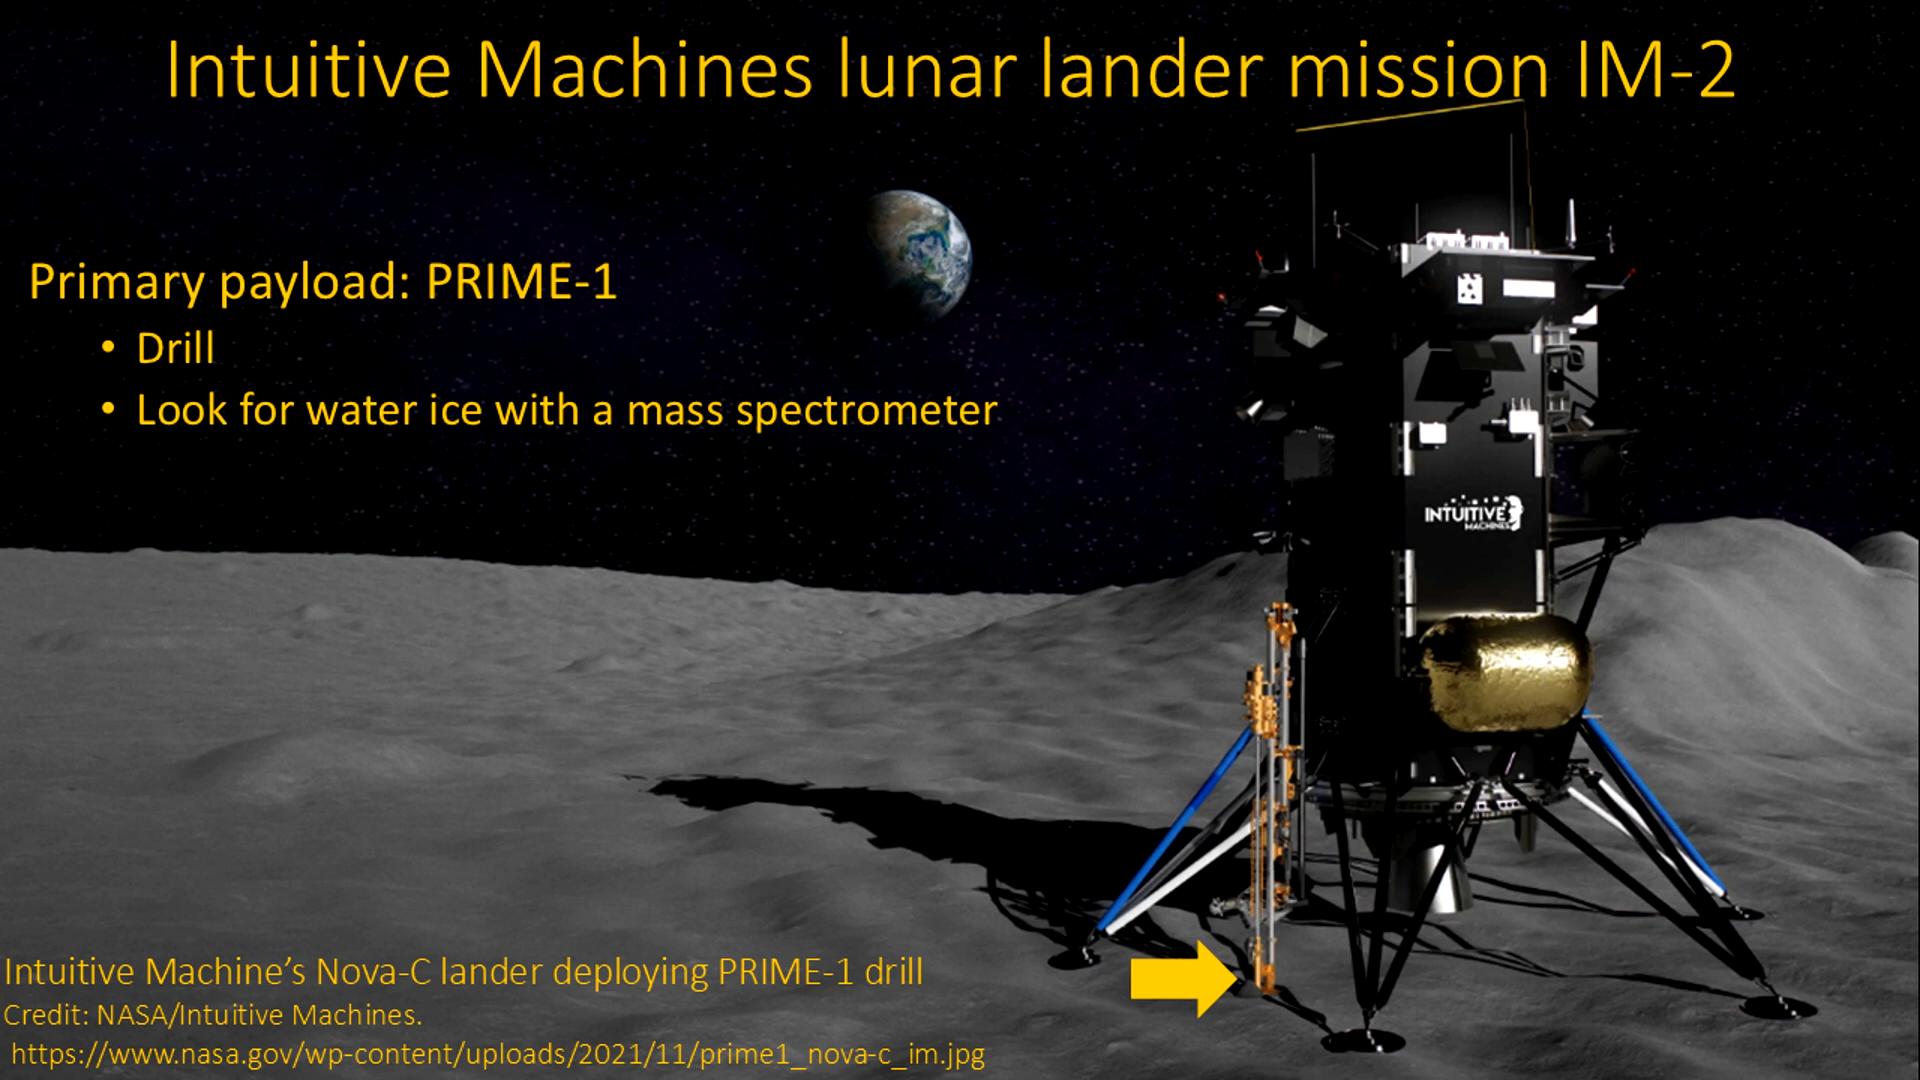 Intuitive Machines lunar lander mission IM-2
Primary payload: PRIME-1
• Drill
• Look for water ice with a mass spectrometer
INTUITIVE
MACHINES
Intuitive Machine’s Nova-C lander deploying PRIME-1 drill
Credit: NASA/Intuitive Machines.
https://www.nasa.gov/wp-content/uploads/2021/11/prime1_nova-c_im.jpg